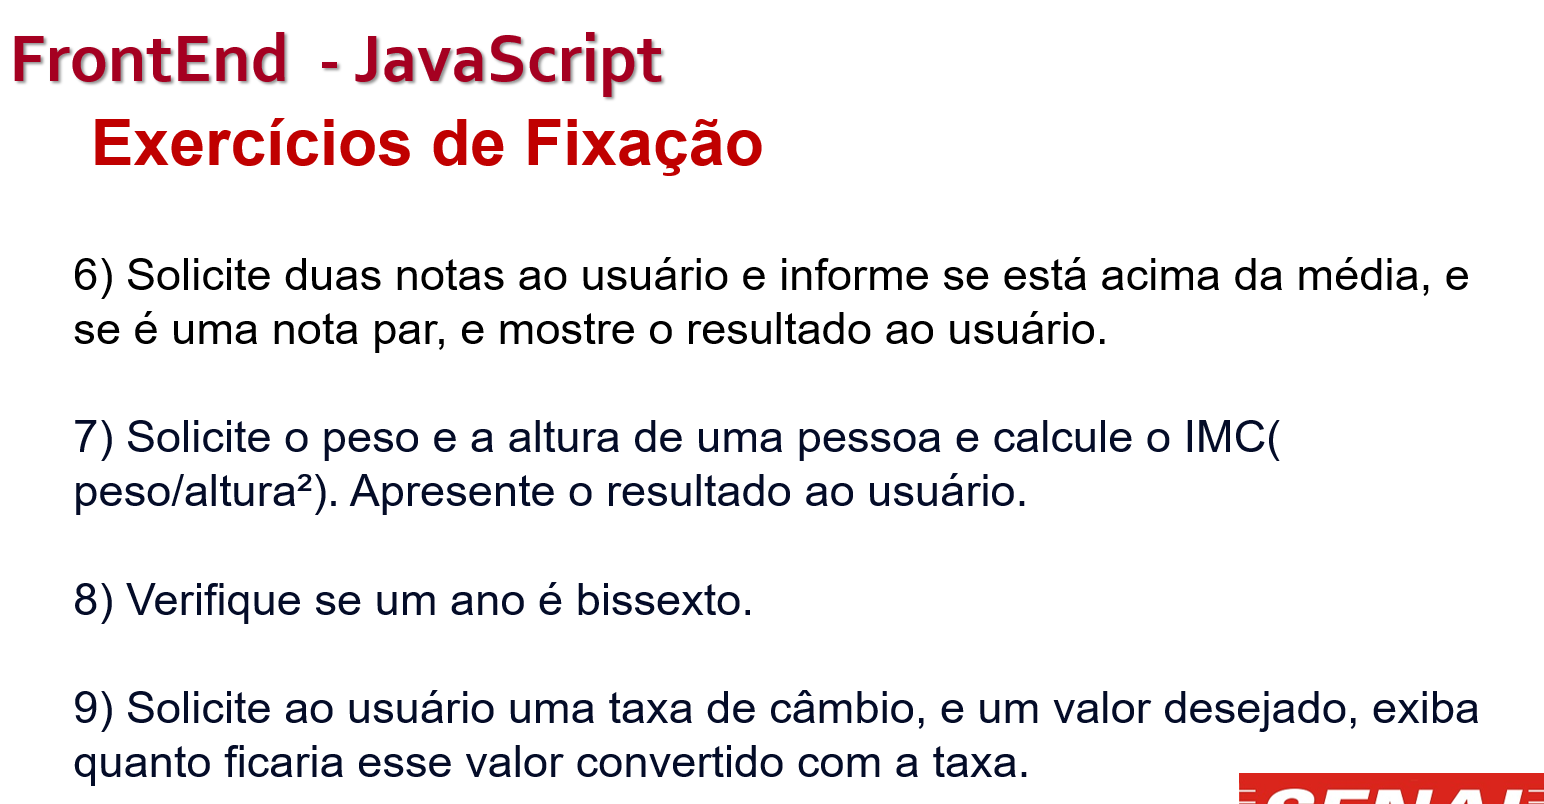 FrontEnd - JavaScript
Exercícios de Fixação
6) Solicite duas notas ao usuário e informe se está acima da média, e
se é uma nota par, e mostre o resultado ao usuário.
7) Solicite o peso e a altura de uma pessoa e calcule o IMC(
peso/altura²). Apresente o resultado ao usuário.
8) Verifique se um ano é bissexto.
9) Solicite ao usuário uma taxa de câmbio, e um valor desejado, exiba
quanto ficaria esse valor convertido com a taxa.
SENAI